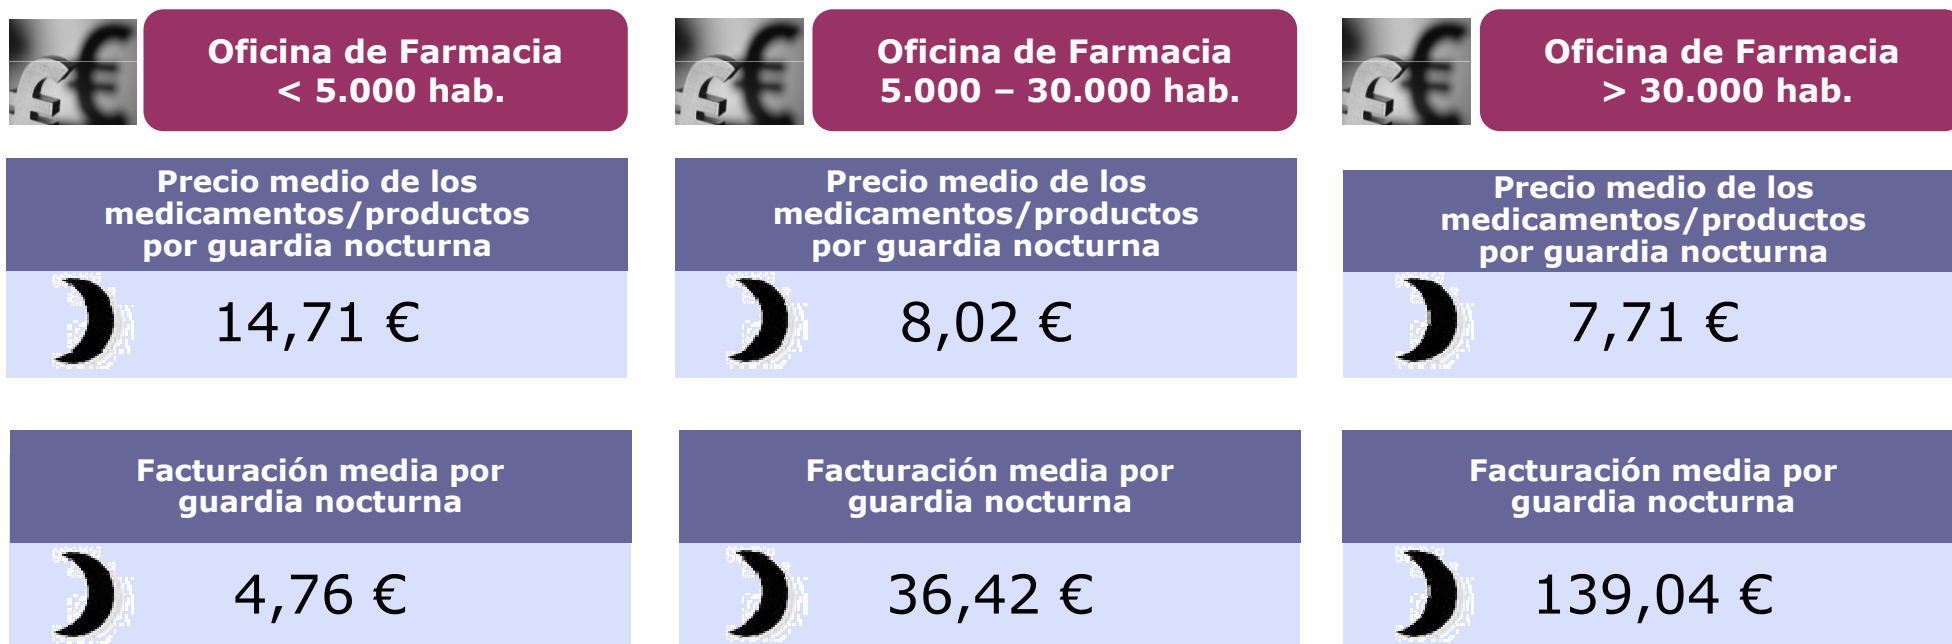 Oficina de Farmacia
< 5.000 hab.
Oficina de Farmacia
5.000 – 30.000 hab.
Oficina de Farmacia
> 30.000 hab.
Precio medio de los
medicamentos/productos
por guardia nocturna
Precio medio de los
medicamentos/productos
por guardia nocturna
Precio medio de los
medicamentos/productos
por guardia nocturna
14,71 €
8,02 €
7,71 €
Facturación media por
guardia nocturna
Facturación media por
guardia nocturna
Facturación media por
guardia nocturna
4,76 €
36,42 €
139,04 €